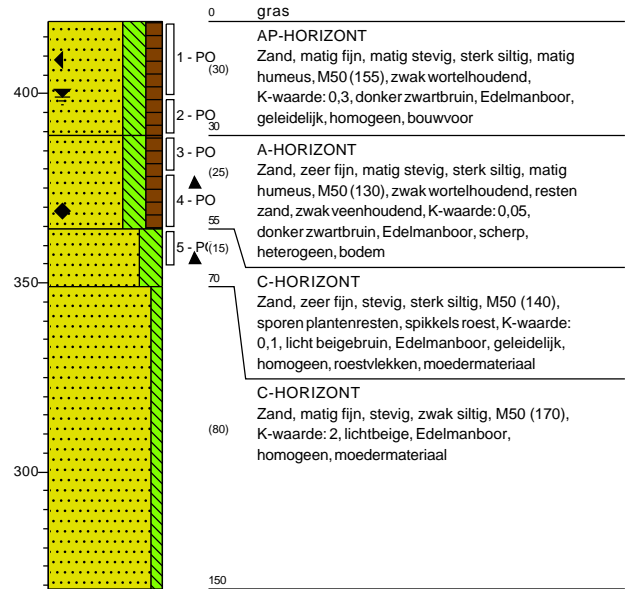 0 gras
AP-HORIZONT
Zand, matig fijn, matig stevig, sterk siltig, matig
humeus, M50 (155), zwak wortelhoudend,
K-waarde: 0,3, donker zwartbruin, Edelmanboor,
geleidelijk, homogeen, bouwvoor
1 - PO
(30)
400
2 - PO
30
A-HORIZONT
Zand, zeer fijn, matig stevig, sterk siltig, matig
humeus, M50 (130), zwak wortelhoudend, resten
zand, zwak veenhoudend, K-waarde: 0,05,
donker zwartbruin, Edelmanboor, scherp,
heterogeen, bodem
3 - PO
(25)
4 - PO
55
5 - P(
(15)
350
70
C-HORIZONT
Zand, zeer fijn, stevig, sterk siltig, M50 (140),
sporen plantenresten, spikkels roest, K-waarde:
0,1, licht beigebruin, Edelmanboor, geleidelijk,
homogeen, roestvlekken, moedermateriaal
C-HORIZONT
Zand, matig fijn, stevig, zwak siltig, M50 (170),
K-waarde: 2, lichtbeige, Edelmanboor,
homogeen, moedermateriaal
(80)
300
150